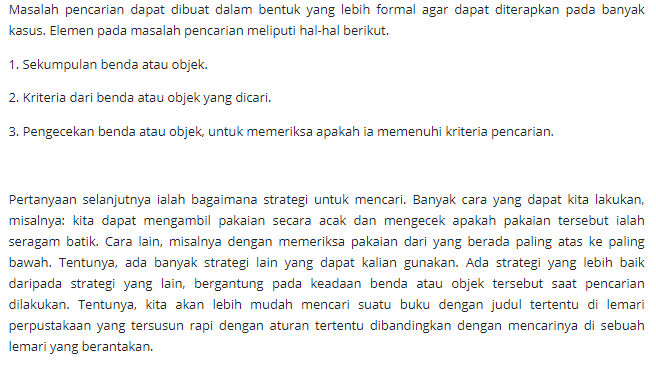 Masalah pencarian dapat dibuat dalam bentuk yang lebih formal agar dapat diterapkan pada banyak
kasus. Elemen pada masalah pencarian meliputi hal-hal berikut.
1. Sekumpulan benda atau objek.
2. Kriteria dari benda atau objek yang dicari.
3. Pengecekan benda atau objek, untuk memeriksa apakah ia memenuhi kriteria pencarian.
Pertanyaan selanjutnya ialah bagaimana strategi untuk mencari. Banyak cara yang dapat kita lakukan,
misalnya: kita dapat mengambil pakaian secara acak dan mengecek apakah pakaian tersebut ialah
seragam batik. Cara lain, misalnya dengan memeriksa pakaian dari yang berada paling atas ke paling
bawah. Tentunya, ada banyak strategi lain yang dapat kalian gunakan. Ada strategi yang lebih baik
daripada strategi yang lain, bergantung pada keadaan benda atau objek tersebut saat pencarian
dilakukan. Tentunya, kita akan lebih mudah mencari suatu buku dengan judul tertentu di lemari
perpustakaan yang tersusun rapi dengan aturan tertentu dibandingkan dengan mencarinya di sebuah
lemari yang berantakan.